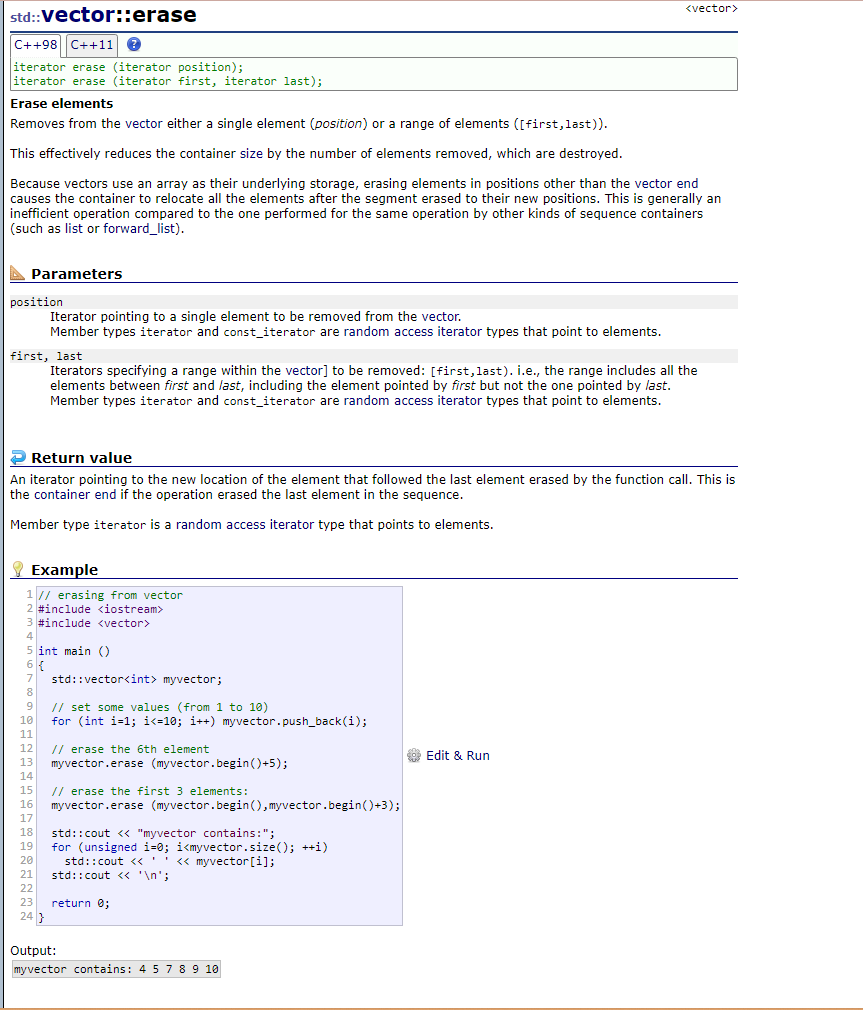 std::vector::erase
<vector>
C++98 C++11 ?
iterator erase (iterator position);
iterator erase (iterator first, iterator last);
Erase elements
Removes from the vector either a single element (position) or a range of elements ([first,last)).
This effectively reduces the container size by the number of elements removed, which are destroyed.
Because vectors use an array as their underlying storage, erasing elements in positions other than the vector end
causes the container to relocate all the elements after the segment erased to their new positions. This is generally an
inefficient operation compared to the one performed for the same operation by other kinds of sequence containers
(such as list or forward_list).
Parameters
position
Iterator pointing to a single element to be removed from the vector.
Member types iterator and const_iterator are random access iterator types that point to elements.
first, last
Iterators specifying a range within the vector] to be removed: [first,last). i.e., the range includes all the
elements between first and last, including the element pointed by first but not the one pointed by last.
Member types iterator and const_iterator are random access iterator types that point to elements.
Return value
An iterator pointing to the new location of the element that followed the last element erased by the function call. This is
the container end if the operation erased the last element in the sequence.
Member type iterator is a random access iterator type that points to elements.
Example
1 // erasing from vector
2 #include <iostream>
3 #include <vector>
4
5 int main ()
6 {
7   std::vector<int> myvector;
8
9   // set some values (from 1 to 10)
10   for (int i=1; i<=10; i++) myvector.push_back(i);
11
12   // erase the 6th element
13   myvector.erase (myvector.begin()+5);
14
15   // erase the first 3 elements:
16   myvector.erase (myvector.begin(),myvector.begin()+3);
17
18   std::cout << "myvector contains:";
19   for (unsigned i=0; i<myvector.size(); ++i)
20     std::cout << ' ' << myvector[i];
21   std::cout << '\n';
22
23   return 0;
24 }
Edit & Run
Output:
myvector contains: 4 5 7 8 9 10